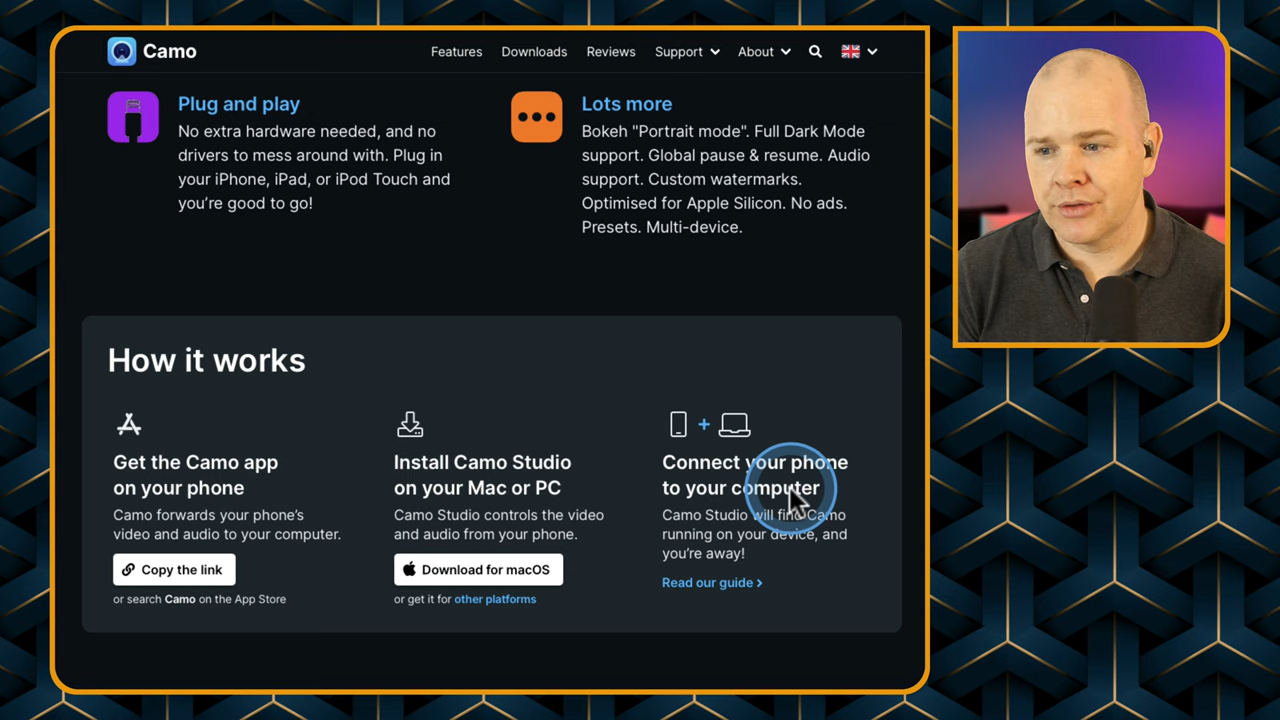 Camo
Features
Downloads
Reviews
Support
About
Plug and play
No extra hardware needed, and no
drivers to mess around with. Plug in
your iPhone, iPad, or iPod Touch and
you're good to go!
Lots more
Bokeh "Portrait mode". Full Dark Mode
support. Global pause & resume. Audio
support. Custom watermarks.
Optimised for Apple Silicon. No ads.
Presets. Multi-device.
How it works
Get the Camo app
on your phone
Camo forwards your phone's
video and audio to your computer.
Copy the link
or search Camo on the App Store
Install Camo Studio
on your Mac or PC
Camo Studio controls the video
and audio from your phone.
Download for macOS
or get it for other platforms
Connect your phone
to your computer
Camo Studio will find Camo
running on your device, and
you're away!
Read our guide